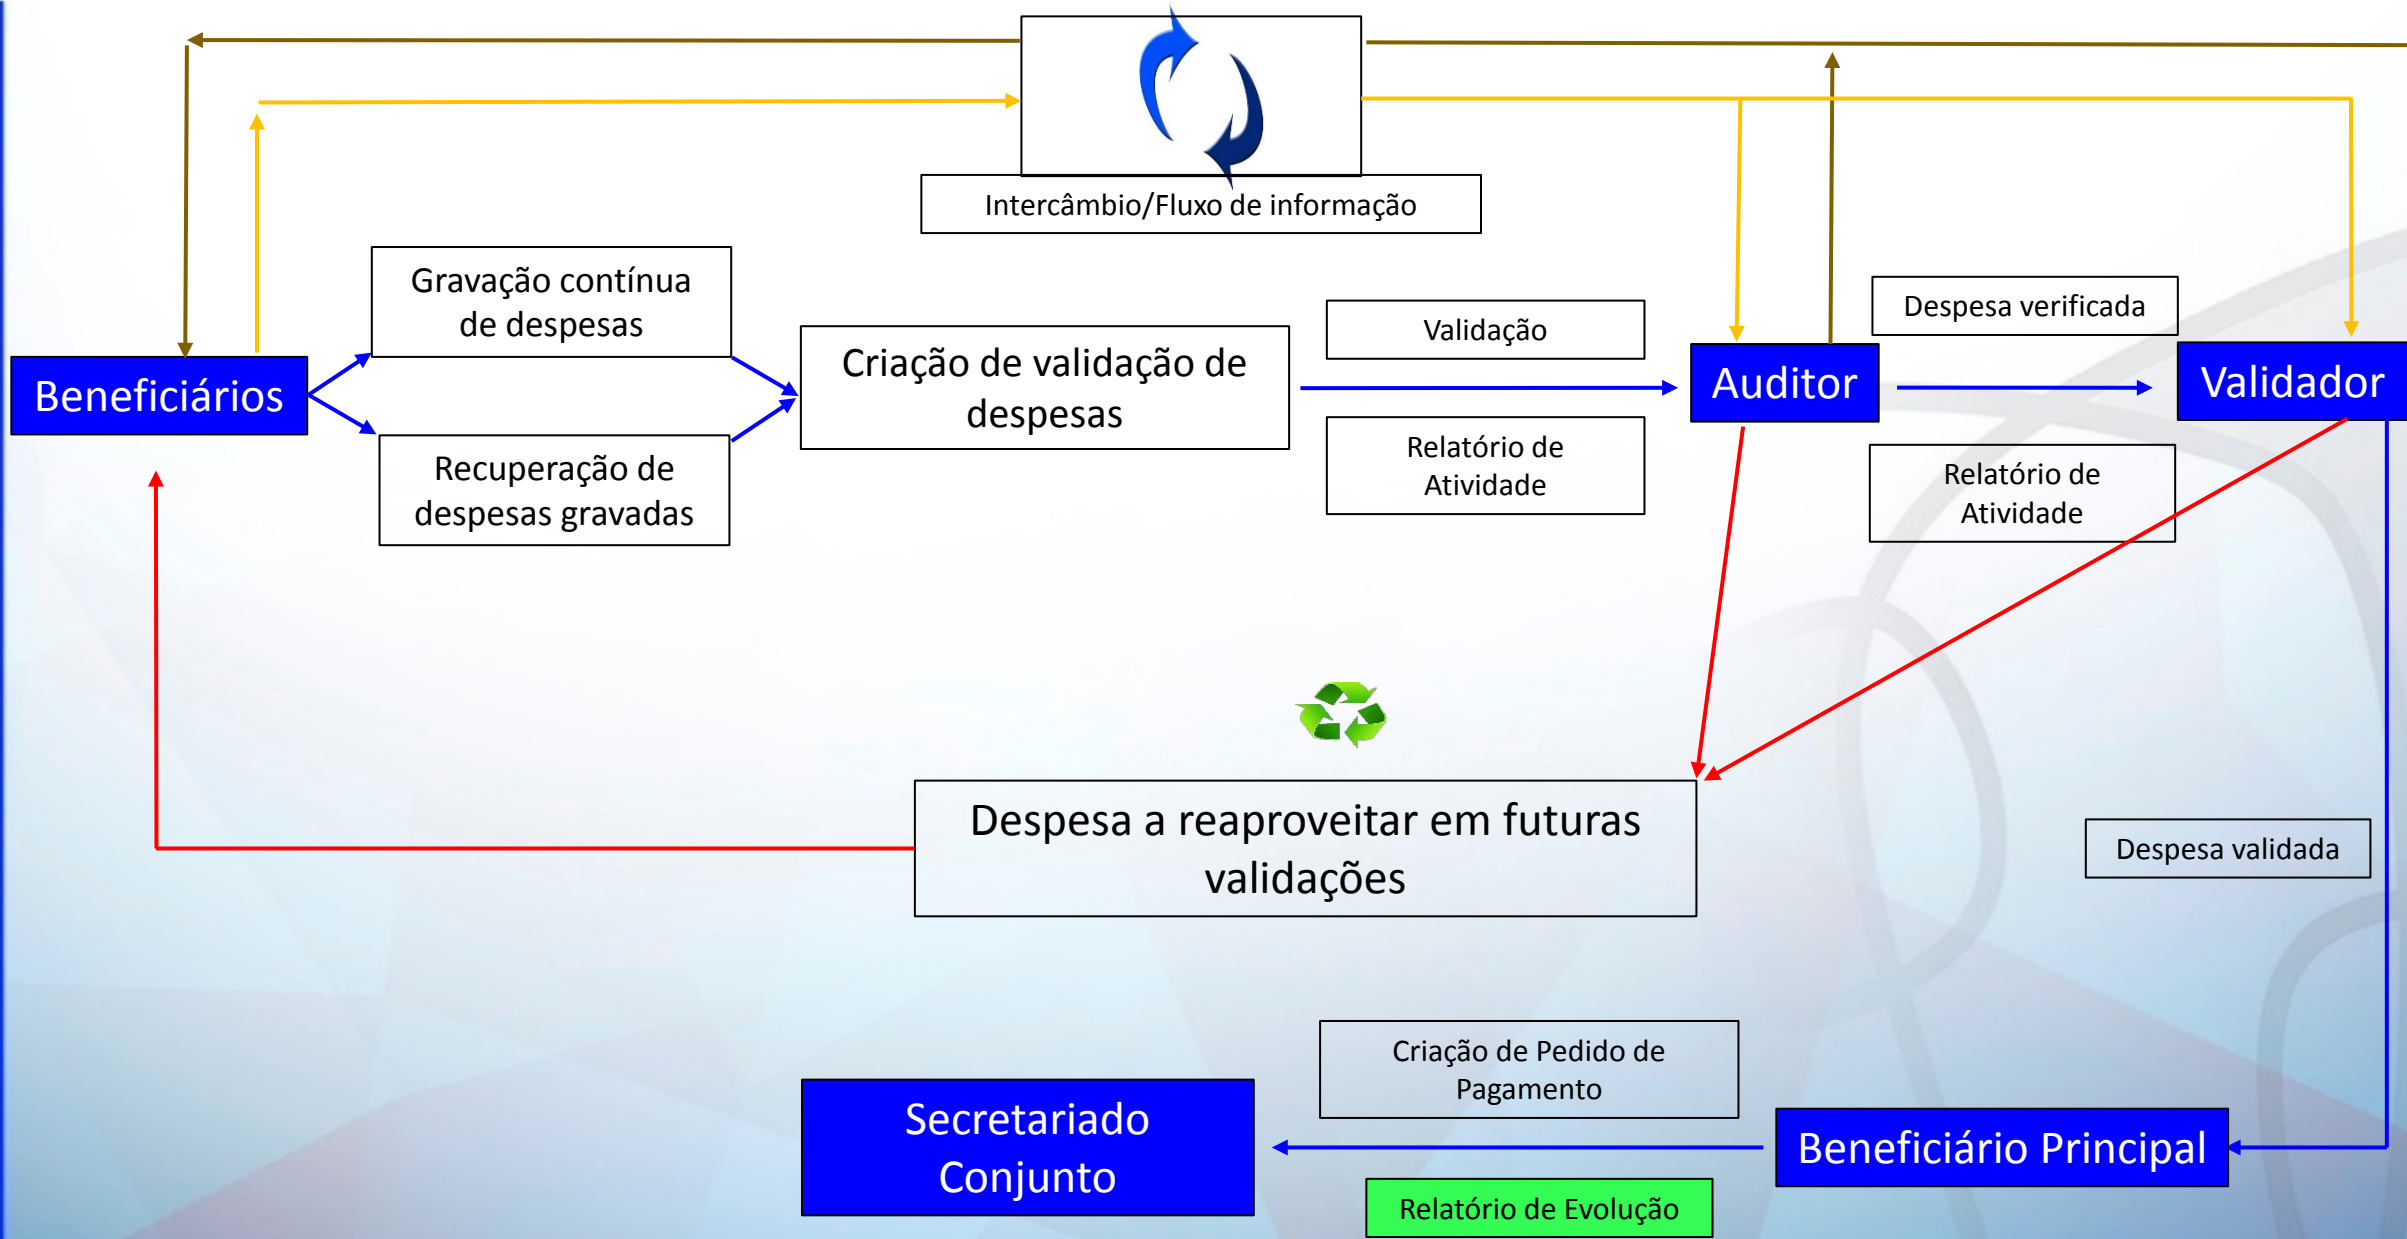 Intercâmbio/Fluxo de informação
Gravação contínua
de despesas
Despesa verificada
Validação
Criação de validação de
despesas
Beneficiários
Auditor
Validador
Recuperação de
despesas gravadas
Relatório de
Atividade
Relatório de
Atividade
Despesa a reaproveitar em futuras
validações
Despesa validada
Criação de Pedido de
Pagamento
Secretariado
Conjunto
Beneficiário Principal
Relatório de Evolução